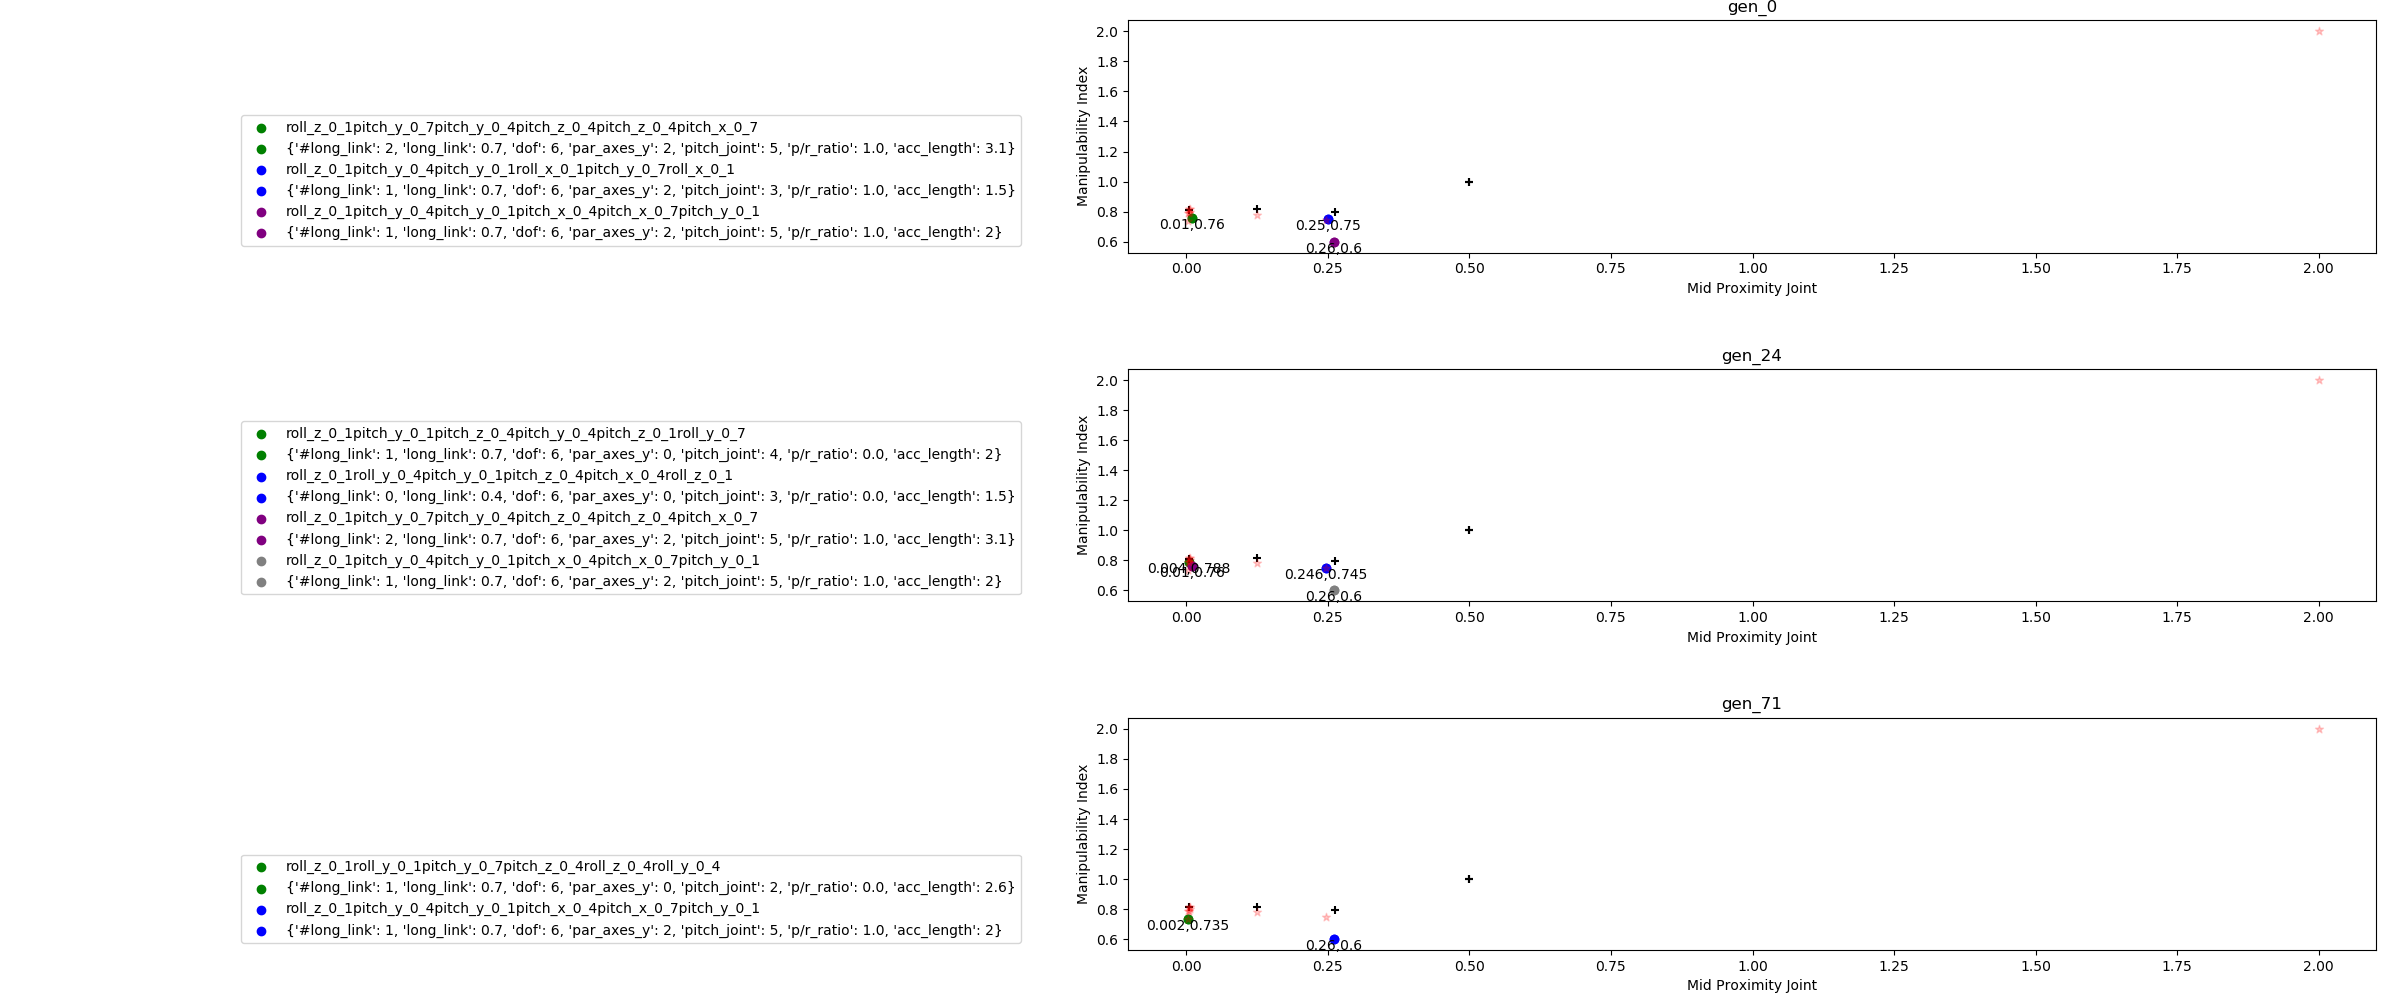 gen_0
roll_z_0_1pitch_y_0_7pitch_y_0_4pitch_z_0_4pitch_z_0_4pitch_x_0_7
{'#long_link': 2, 'long_link': 0.7, 'dof': 6, 'par_axes_y': 2, 'pitch_joint': 5, 'p/r_ratio': 1.0, 'acc_length': 3.1}
roll_z_0_1pitch_y_0_4pitch_y_0_1roll_x_0_1pitch_y_0_7roll_x_0_1
{'#long_link': 1, 'long_link': 0.7, 'dof': 6, 'par_axes_y': 2, 'pitch_joint': 3, 'p/r_ratio': 1.0, 'acc_length': 1.5}
roll_z_0_1pitch_y_0_4pitch_y_0_1pitch_x_0_4pitch_x_0_7pitch_y_0_1
{'#long_link': 1, 'long_link': 0.7, 'dof': 6, 'par_axes_y': 2, 'pitch_joint': 5, 'p/r_ratio': 1.0, 'acc_length': 2}
Manipulability Index
2.0
1.8
1.6
1.4
1.2
1.0
0.8
0.6
0.01,0.76
0.25,0.75
0.26,0.6
0.00 0.25 0.50 0.75 1.00 1.25 1.50 1.75 2.00
Mid Proximity Joint
gen_24
roll_z_0_1pitch_y_0_1pitch_z_0_4pitch_y_0_4pitch_z_0_1roll_y_0_7
{'#long_link': 1, 'long_link': 0.7, 'dof': 6, 'par_axes_y': 0, 'pitch_joint': 4, 'p/r_ratio': 0.0, 'acc_length': 2}
roll_z_0_1roll_y_0_4pitch_y_0_1pitch_z_0_4pitch_x_0_4roll_z_0_1
{'#long_link': 0, 'long_link': 0.4, 'dof': 6, 'par_axes_y': 0, 'pitch_joint': 3, 'p/r_ratio': 0.0, 'acc_length': 1.5}
roll_z_0_1pitch_y_0_7pitch_y_0_4pitch_z_0_4pitch_z_0_4pitch_x_0_7
{'#long_link': 2, 'long_link': 0.7, 'dof': 6, 'par_axes_y': 2, 'pitch_joint': 5, 'p/r_ratio': 1.0, 'acc_length': 3.1}
roll_z_0_1pitch_y_0_4pitch_y_0_1pitch_x_0_4pitch_x_0_7pitch_y_0_1
{'#long_link': 1, 'long_link': 0.7, 'dof': 6, 'par_axes_y': 2, 'pitch_joint': 5, 'p/r_ratio': 1.0, 'acc_length': 2}
Manipulability Index
2.0
1.8
1.6
1.4
1.2
1.0
0.8
0.6
0.004,0.788
0.01,0.76
0.246,0.745
0.26,0.6
0.00 0.25 0.50 0.75 1.00 1.25 1.50 1.75 2.00
Mid Proximity Joint
gen_71
roll_z_0_1roll_y_0_1pitch_y_0_7pitch_z_0_4roll_z_0_4roll_y_0_4
{'#long_link': 1, 'long_link': 0.7, 'dof': 6, 'par_axes_y': 0, 'pitch_joint': 2, 'p/r_ratio': 0.0, 'acc_length': 2.6}
roll_z_0_1pitch_y_0_4pitch_y_0_1pitch_x_0_4pitch_x_0_7pitch_y_0_1
{'#long_link': 1, 'long_link': 0.7, 'dof': 6, 'par_axes_y': 2, 'pitch_joint': 5, 'p/r_ratio': 1.0, 'acc_length': 2}
Manipulability Index
2.0
1.8
1.6
1.4
1.2
1.0
0.8
0.6
0.002,0.735
0.26,0.6
0.00 0.25 0.50 0.75 1.00 1.25 1.50 1.75 2.00
Mid Proximity Joint